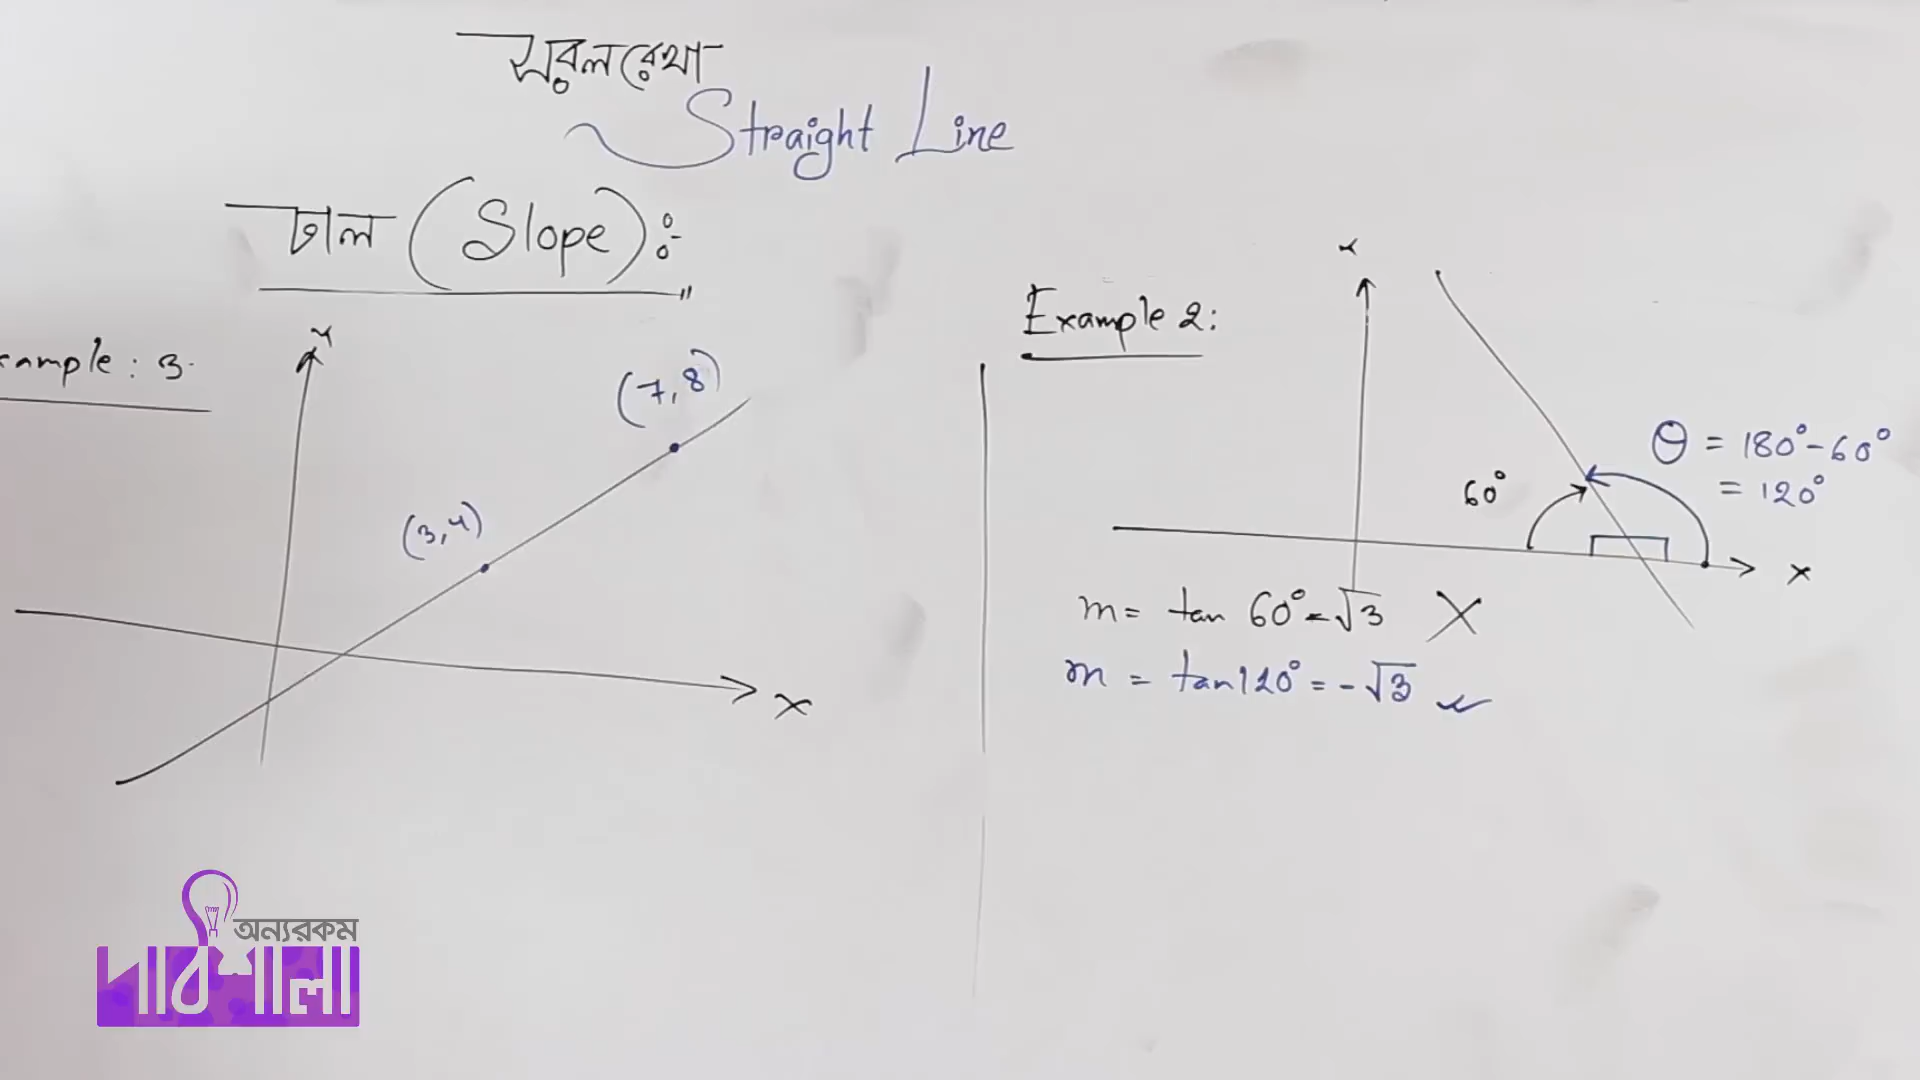 সরলরেখা
Straight Line
ঢাল (Slope):-
xample: 3.
Y
(7,8)
(3,4)
X
Example 2:
Y
θ = 180° - 60°
= 120°
60°
X
m = tan 60° = √3 X
m = tan 120° = - √3 ✓
অন্যরকম
পাঠশালা